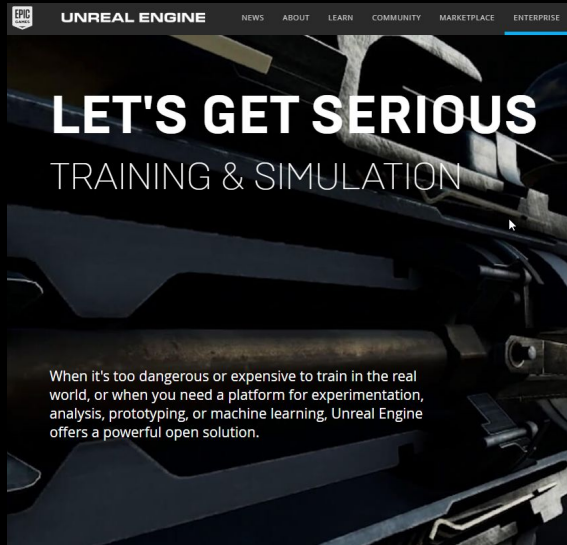 EPIC
GAMES
UNREAL ENGINE
NEWS ABOUT LEARN COMMUNITY MARKETPLACE ENTERPRISE
LET'S GET SERIOUS
TRAINING & SIMULATION
When it's too dangerous or expensive to train in the real
world, or when you need a platform for experimentation,
analysis, prototyping, or machine learning, Unreal Engine
offers a powerful open solution.